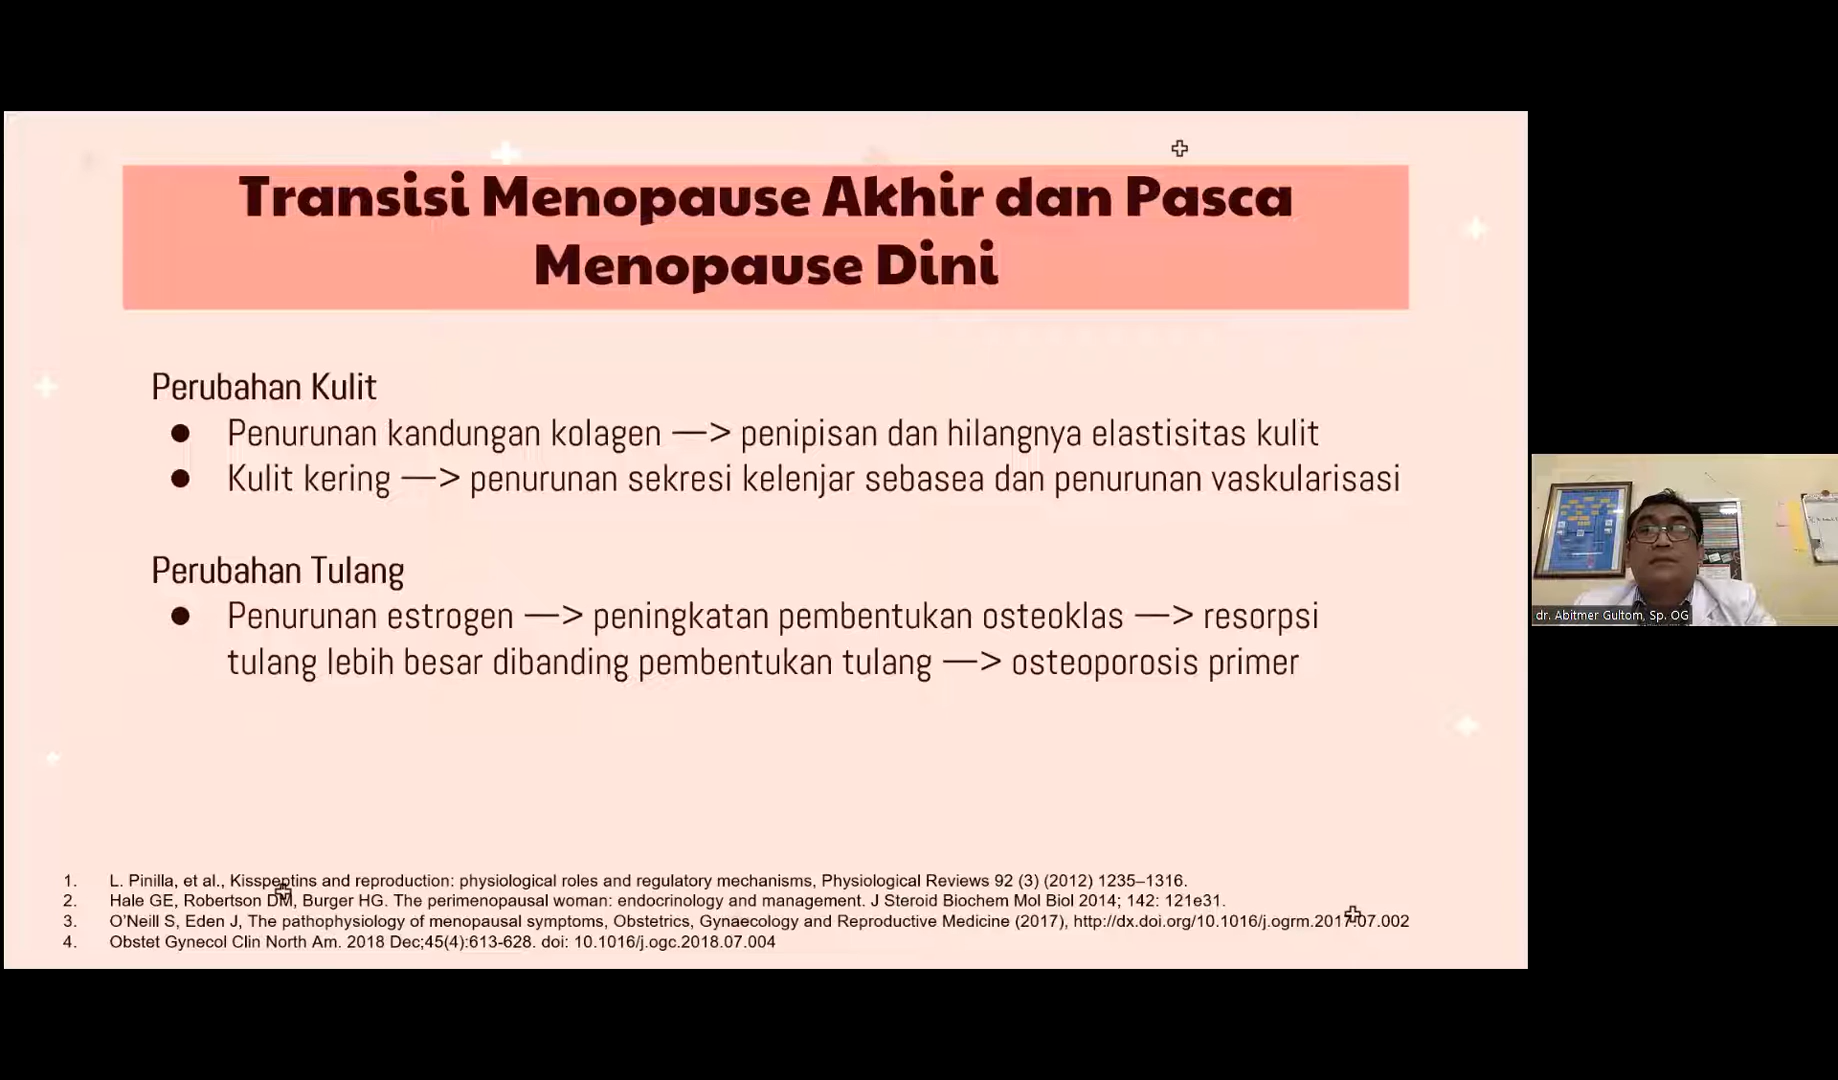 Transisi Menopause Akhir dan Pasca
Menopause Dini
Perubahan Kulit
● Penurunan kandungan kolagen —> penipisan dan hilangnya elastisitas kulit
● Kulit kering —> penurunan sekresi kelenjar sebasea dan penurunan vaskularisasi
Perubahan Tulang
● Penurunan estrogen —> peningkatan pembentukan osteoklas —> resorpsi
tulang lebih besar dibanding pembentukan tulang —> osteoporosis primer
1. L. Pinilla, et al., Kisspeptins and reproduction: physiological roles and regulatory mechanisms, Physiological Reviews 92 (3) (2012) 1235–1316.
2. Hale GE, Robertson DM, Burger HG. The perimenopausal woman: endocrinology and management. J Steroid Biochem Mol Biol 2014; 142: 121e31.
3. O'Neill S, Eden J, The pathophysiology of menopausal symptoms, Obstetrics, Gynaecology and Reproductive Medicine (2017), http://dx.doi.org/10.1016/j.ogrm.2017.07.002
4. Obstet Gynecol Clin North Am. 2018 Dec;45(4):613-628. doi: 10.1016/j.ogc.2018.07.004
dr. Abitmer Gultom, Sp. OG